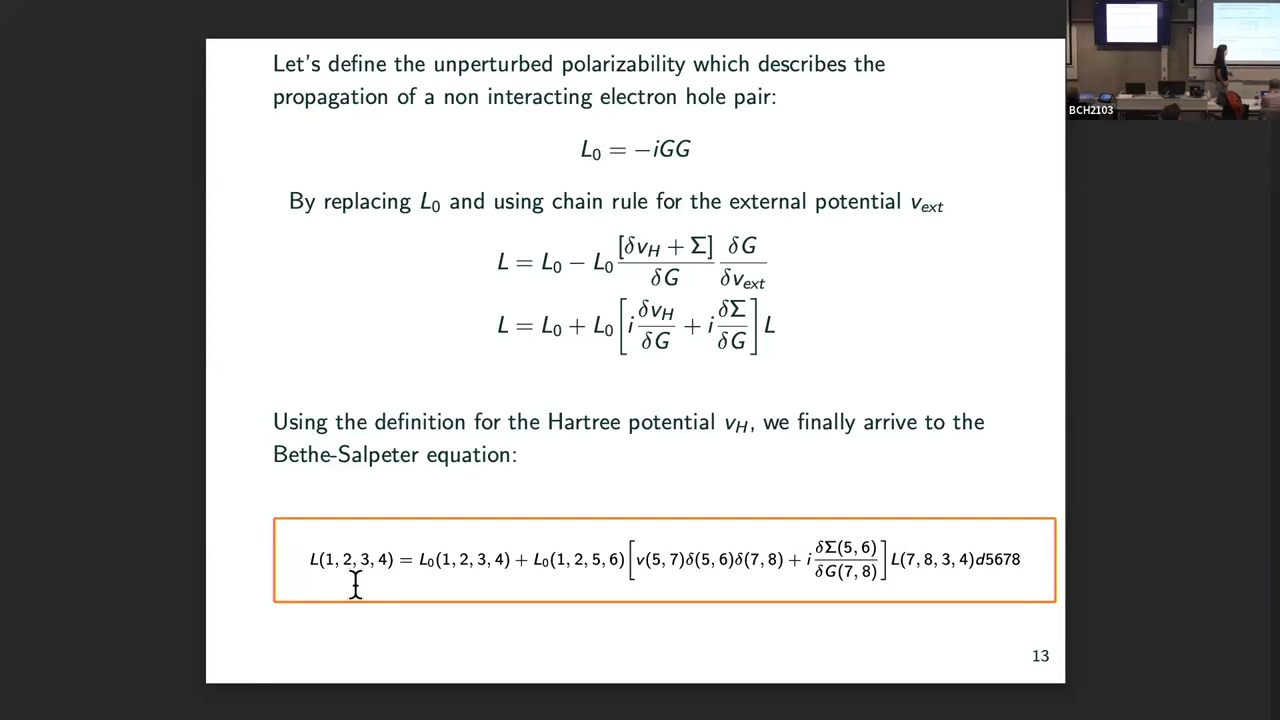 Let's define the unperturbed polarizability which describes the
propagation of a non interacting electron hole pair:
L₀ = −iGG
By replacing L₀ and using chain rule for the external potential v_ext
L = L₀ − L₀ [δv_H + Σ]/δG δG/δv_ext
L = L₀ + L₀ [i δv_H/δG + i δΣ/δG] L
Using the definition for the Hartree potential v_H, we finally arrive to the
Bethe-Salpeter equation:
L(1, 2, 3, 4) = L₀(1, 2, 3, 4) + L₀(1, 2, 5, 6) [v(5, 7)δ(5, 6)δ(7, 8) + i δΣ(5, 6)/δG(7, 8)] L(7, 8, 3, 4)d5678
13
BCH2103